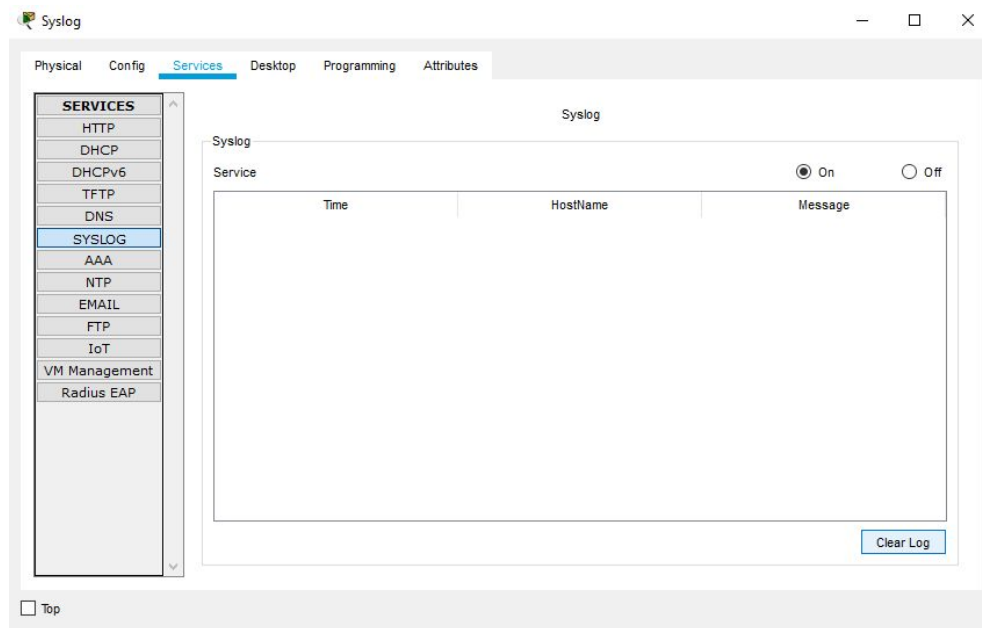 Syslog
Physical Config Services Desktop Programming Attributes
SERVICES
HTTP
DHCP
DHCPv6
TFTP
DNS
SYSLOG
AAA
NTP
EMAIL
FTP
IoT
VM Management
Radius EAP
Syslog
Syslog
Service On Off
Time HostName Message
Clear Log
Top